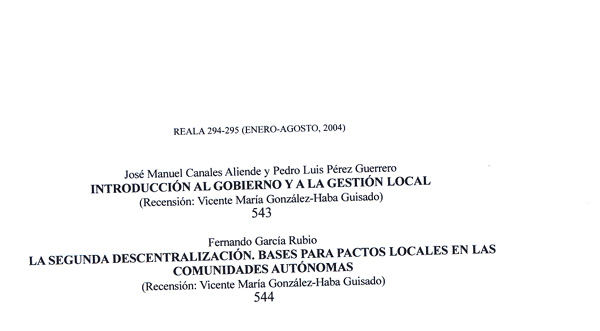 REALA 294-295 (ENERO-AGOSTO, 2004)
José Manuel Canales Aliende y Pedro Luis Pérez Guerrero
INTRODUCCIÓN AL GOBIERNO Y A LA GESTIÓN LOCAL
(Recensión: Vicente María González-Haba Guisado)
543
Fernando García Rubio
LA SEGUNDA DESCENTRALIZACIÓN. BASES PARA PACTOS LOCALES EN LAS
COMUNIDADES AUTÓNOMAS
(Recensión: Vicente María González-Haba Guisado)
544